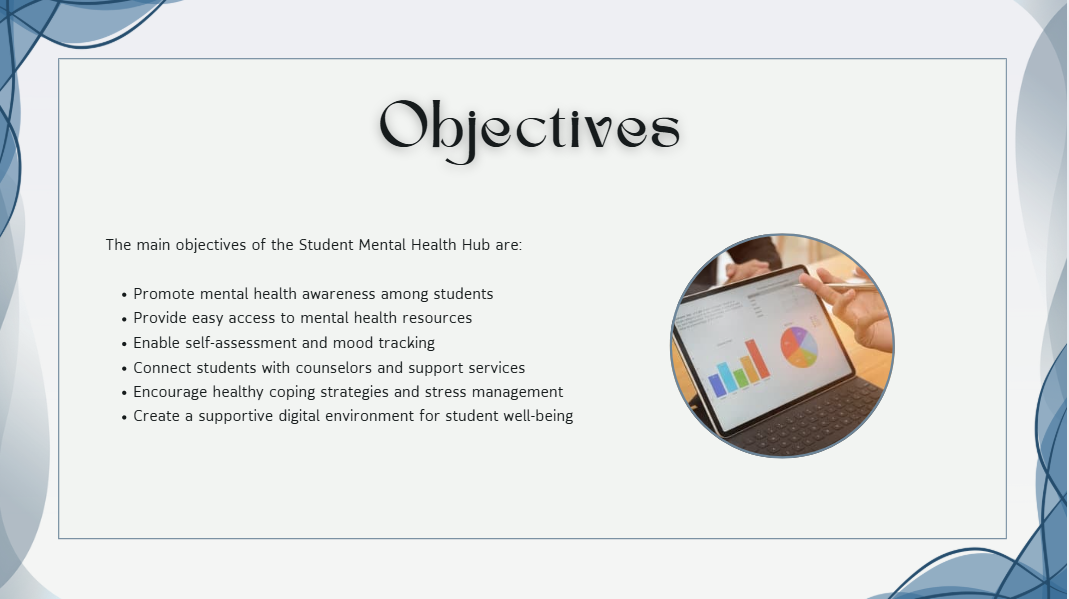 Objectives
The main objectives of the Student Mental Health Hub are:
• Promote mental health awareness among students
• Provide easy access to mental health resources
• Enable self-assessment and mood tracking
• Connect students with counselors and support services
• Encourage healthy coping strategies and stress management
• Create a supportive digital environment for student well-being